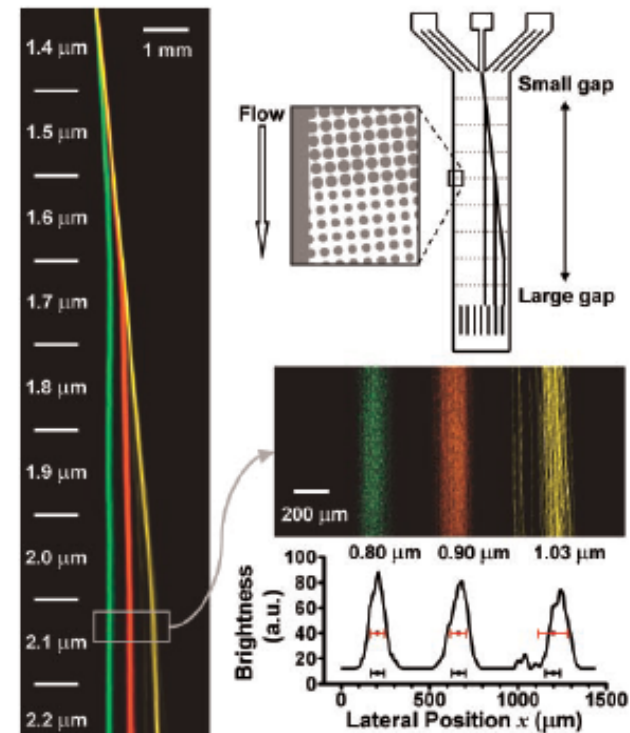 1.4 μm
1 mm
1.5 μm
1.6 μm
1.7 μm
1.8 μm
1.9 μm
2.0 μm
2.1 μm
2.2 μm
Flow
Small gap
Large gap
200 μm
0.80 μm
0.90 μm
1.03 μm
Brightness
(a.u.)
100
80
60
40
20
0
0
500
1000
1500
Lateral Position x (μm)